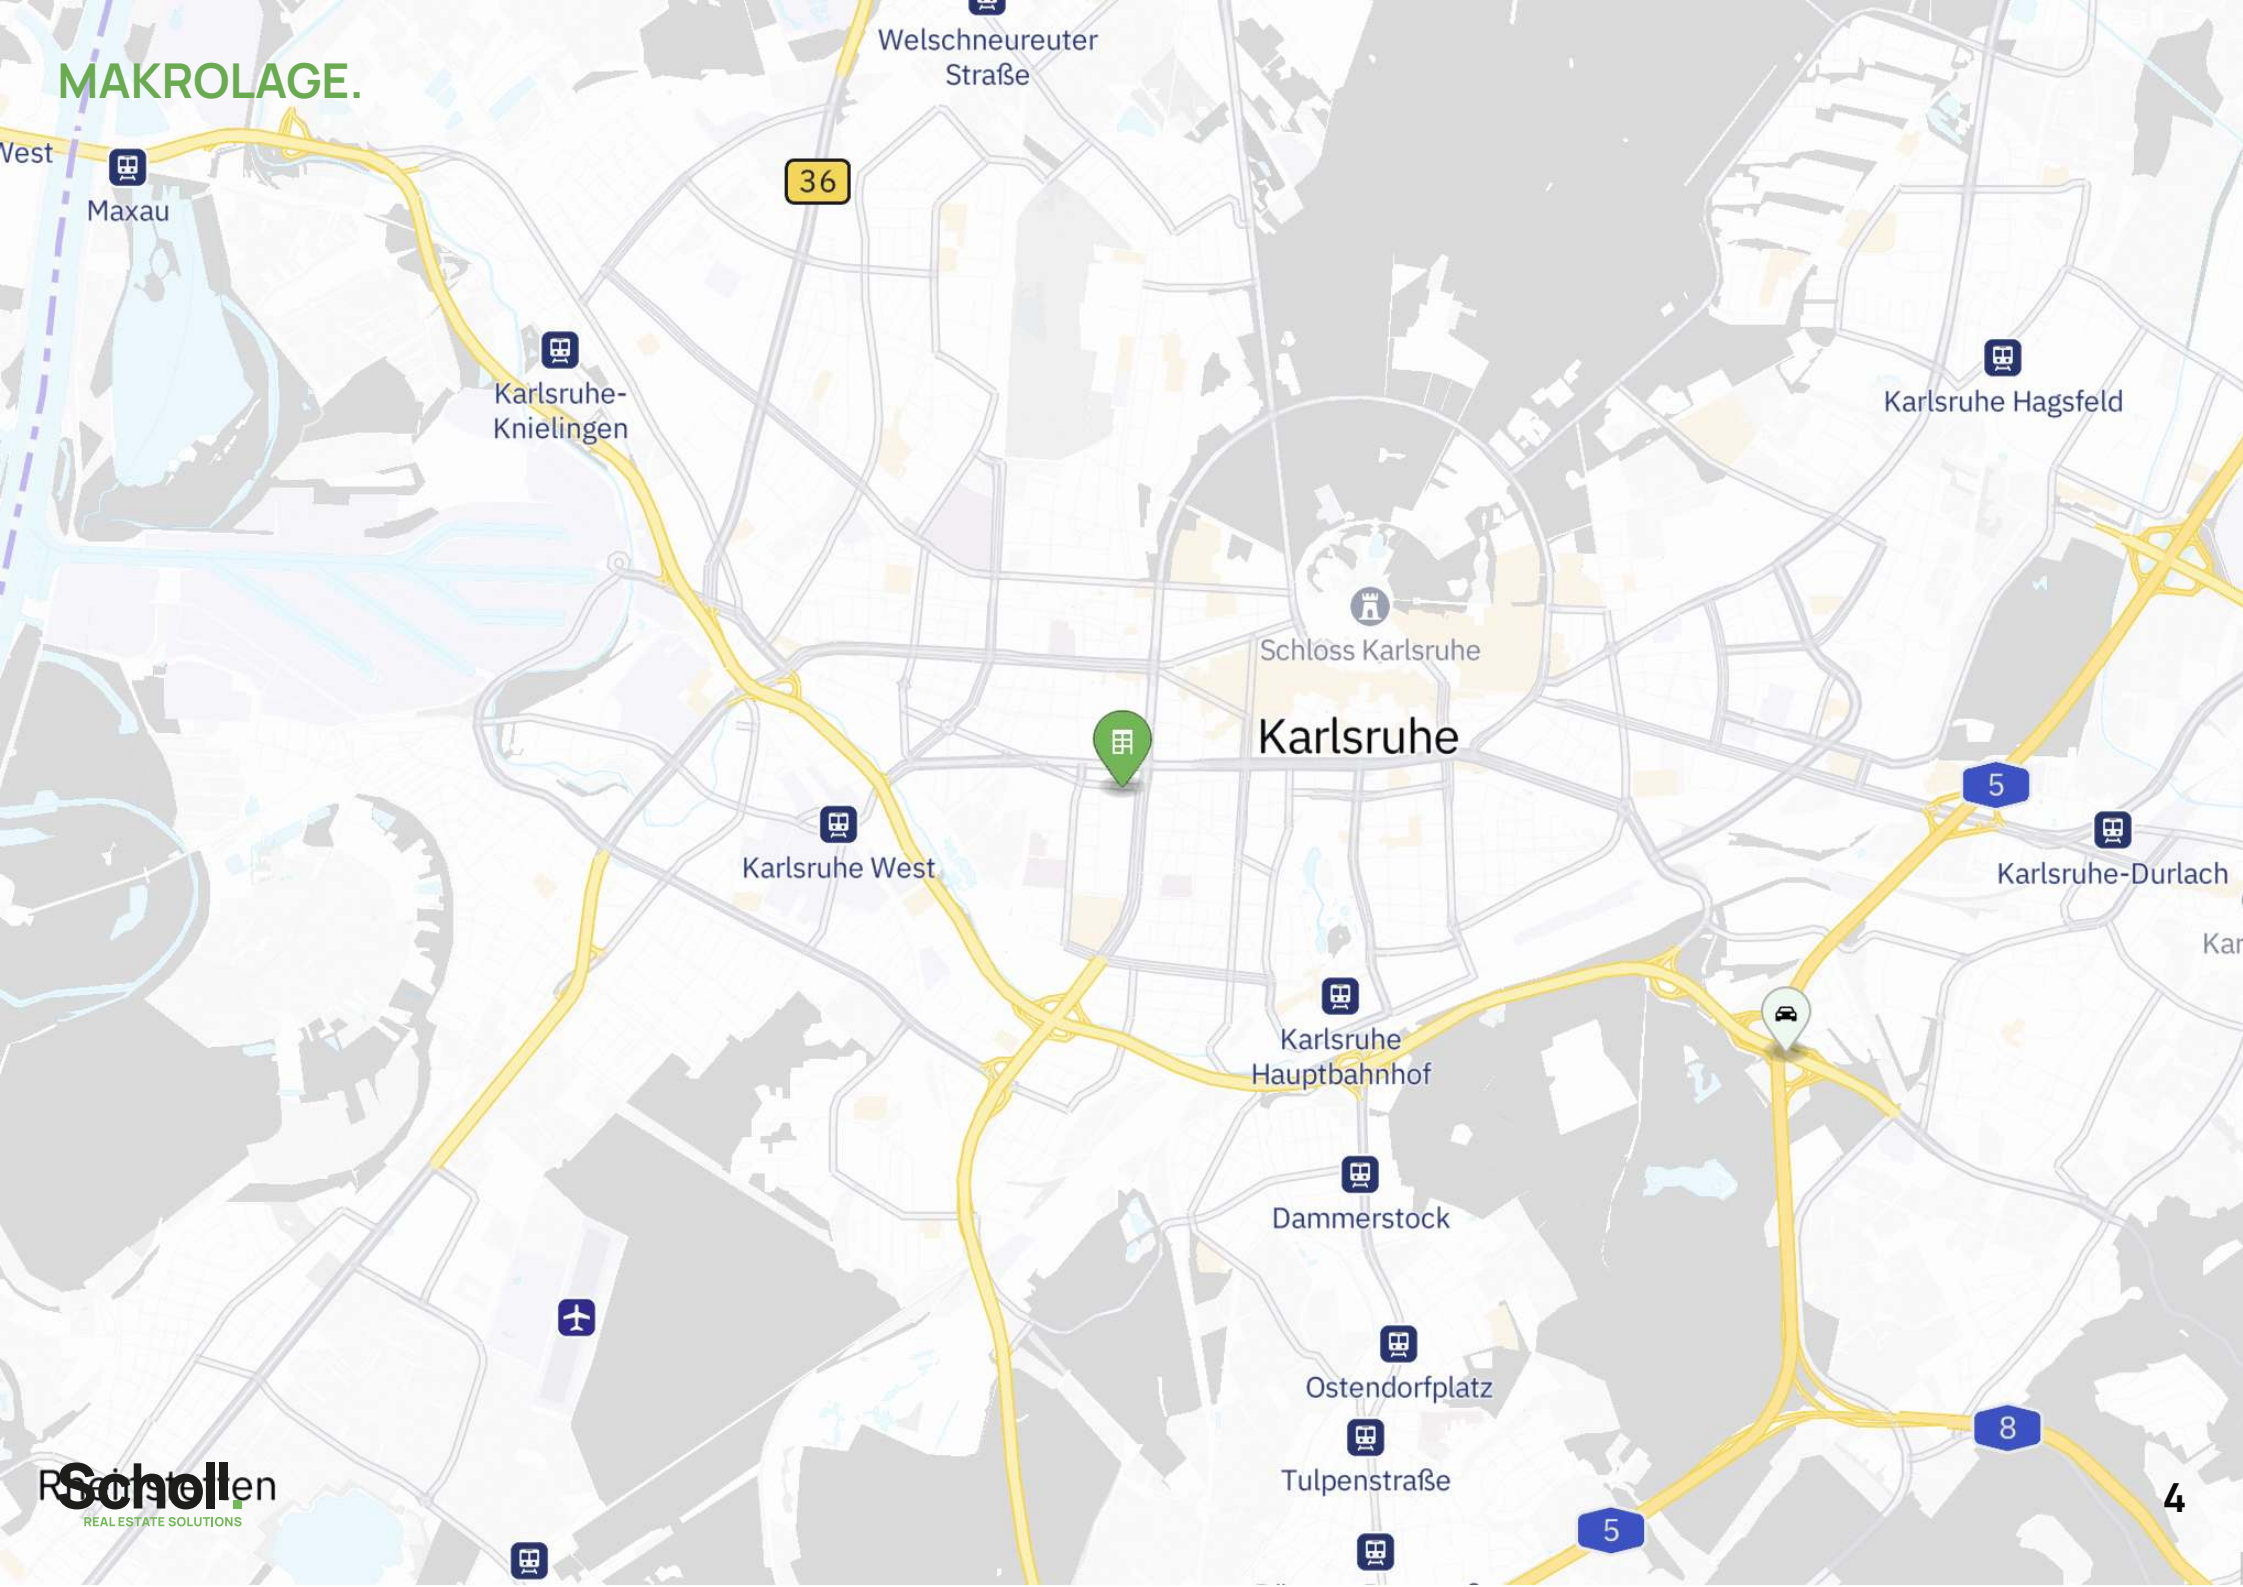 Welschneureuter
Straße
MAKROLAGE.
West
36
Maxau
Karlsruhe-
Knielingen
Karlsruhe Hagsfeld
Schloss Karlsruhe
Karlsruhe
5
Karlsruhe West
Karlsruhe-Durlach
Kar
Karlsruhe
Hauptbahnhof
Dammerstock
Ostendorfplatz
8
Tulpenstraße
Scholl.
REAL ESTATE SOLUTIONS
4
5